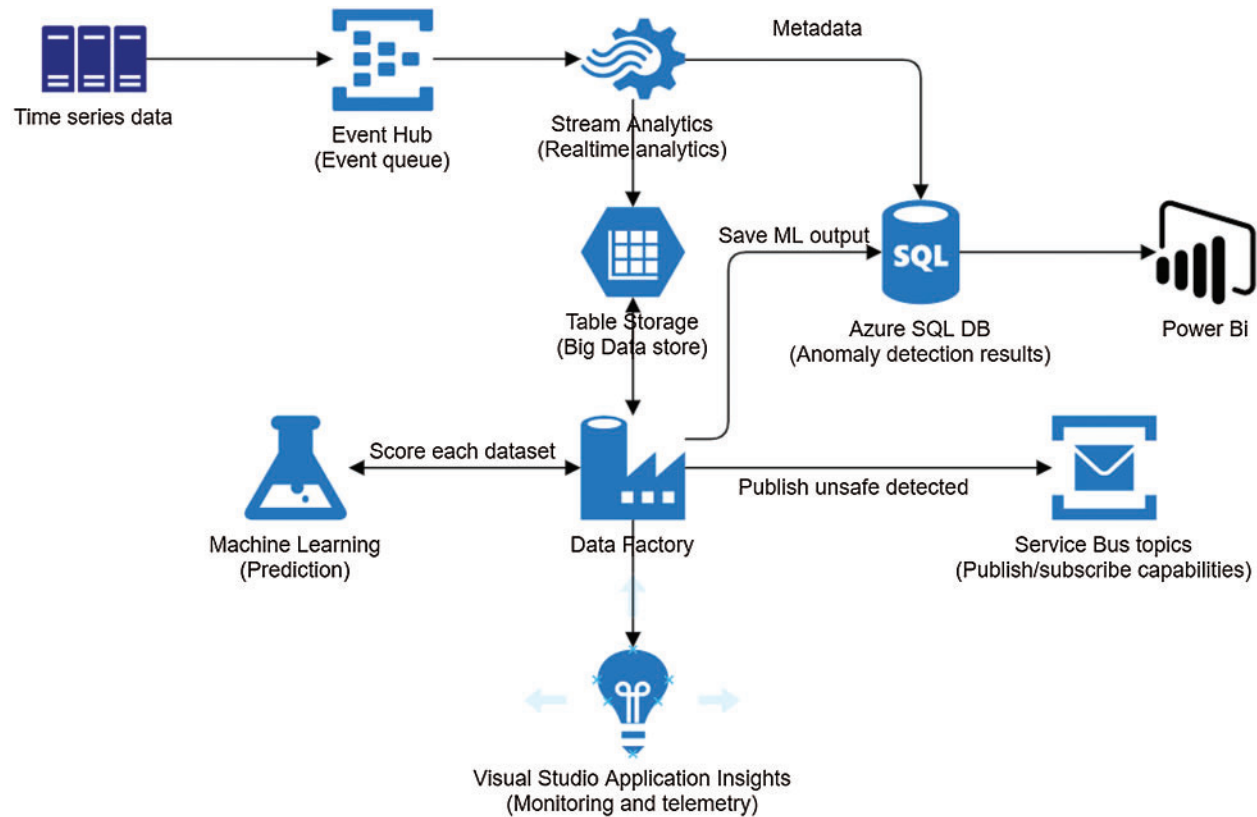 Metadata
Time series data
Event Hub
(Event queue)
Stream Analytics
(Realtime analytics)
Save ML output
SQL
Table Storage
(Big Data store)
Azure SQL DB
(Anomaly detection results)
Power Bi
Score each dataset
Publish unsafe detected
Machine Learning
(Prediction)
Data Factory
Service Bus topics
(Publish/subscribe capabilities)
Visual Studio Application Insights
(Monitoring and telemetry)